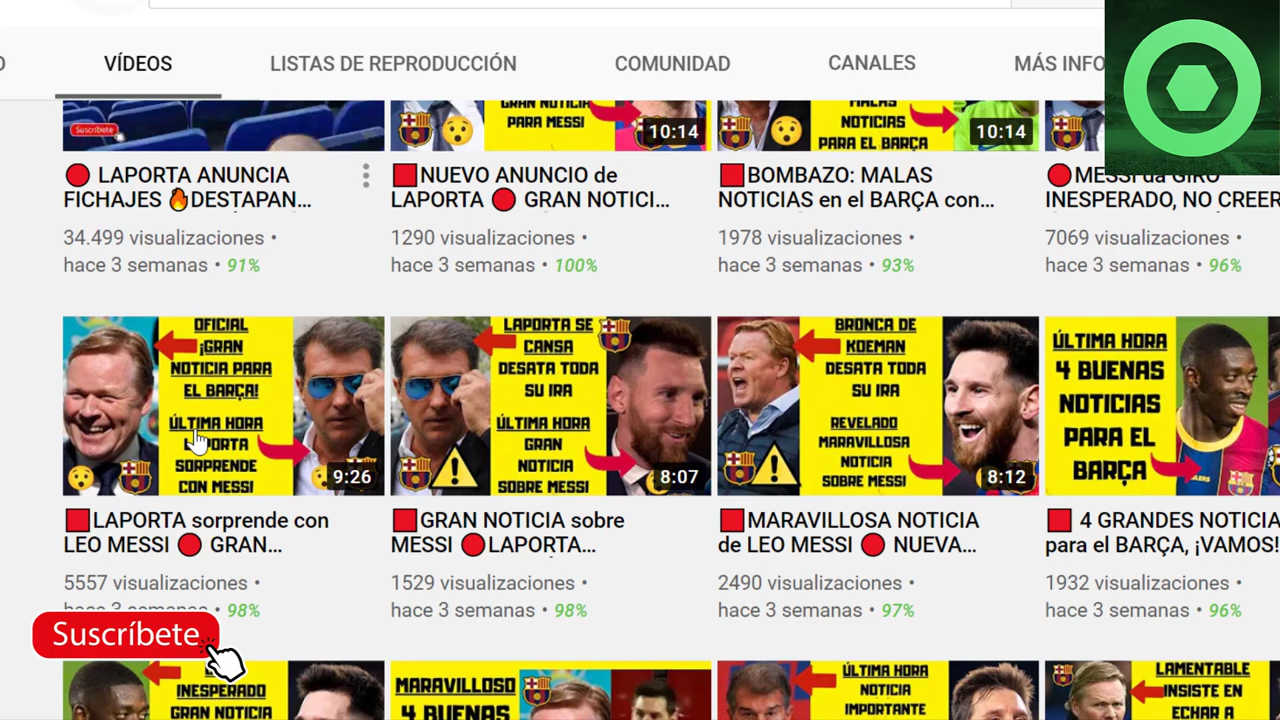 VÍDEOS
LISTAS DE REPRODUCCIÓN
COMUNIDAD
CANALES
MÁS INFO
Suscríbete
GRAN NOTICIA
PARA MESSI
10:14
MALAS
NOTICIAS
PARA EL BARÇA
10:14
LAPORTA ANUNCIA
FICHAJES 🔥DESTAPAN...
34.499 visualizaciones •
hace 3 semanas • 91%
NUEVO ANUNCIO de
LAPORTA 🔴 GRAN NOTICI...
1290 visualizaciones •
hace 3 semanas • 100%
BOMBAZO: MALAS
NOTICIAS en el BARÇA con...
1978 visualizaciones •
hace 3 semanas • 93%
MESSI da GIRO
INESPERADO, NO CREER
7069 visualizaciones •
hace 3 semanas • 96%
OFICIAL
¡GRAN
NOTICIA PARA
EL BARÇA!
ÚLTIMA HORA
LAPORTA
SORPRENDE
CON MESSI
9:26
LAPORTA SE
CANSA
DESATA TODA
SU IRA
ÚLTIMA HORA
GRAN
NOTICIA
SOBRE MESSI
8:07
BRONCA DE
KOEMAN
DESATA TODA
SU IRA
REVELADO
MARAVILLOSA
NOTICIA
SOBRE MESSI
8:12
ÚLTIMA HORA
4 BUENAS
NOTICIAS
PARA EL
BARÇA
LAPORTA sorprende con
LEO MESSI 🔴 GRAN...
5557 visualizaciones •
hace 3 semanas • 98%
GRAN NOTICIA sobre
MESSI 🔴LAPORTA...
1529 visualizaciones •
hace 3 semanas • 98%
MARAVILLOSA NOTICIA
de LEO MESSI 🔴 NUEVA...
2490 visualizaciones •
hace 3 semanas • 97%
4 GRANDES NOTICIA
para el BARÇA, ¡VAMOS!
1932 visualizaciones •
hace 3 semanas • 96%
Suscríbete
INESPERADO
GRAN NOTICIA
MARAVILLOSO
4 BUENAS
ÚLTIMA HORA
NOTICIA
IMPORTANTE
LAMENTABLE
INSISTE EN
ECHAR A